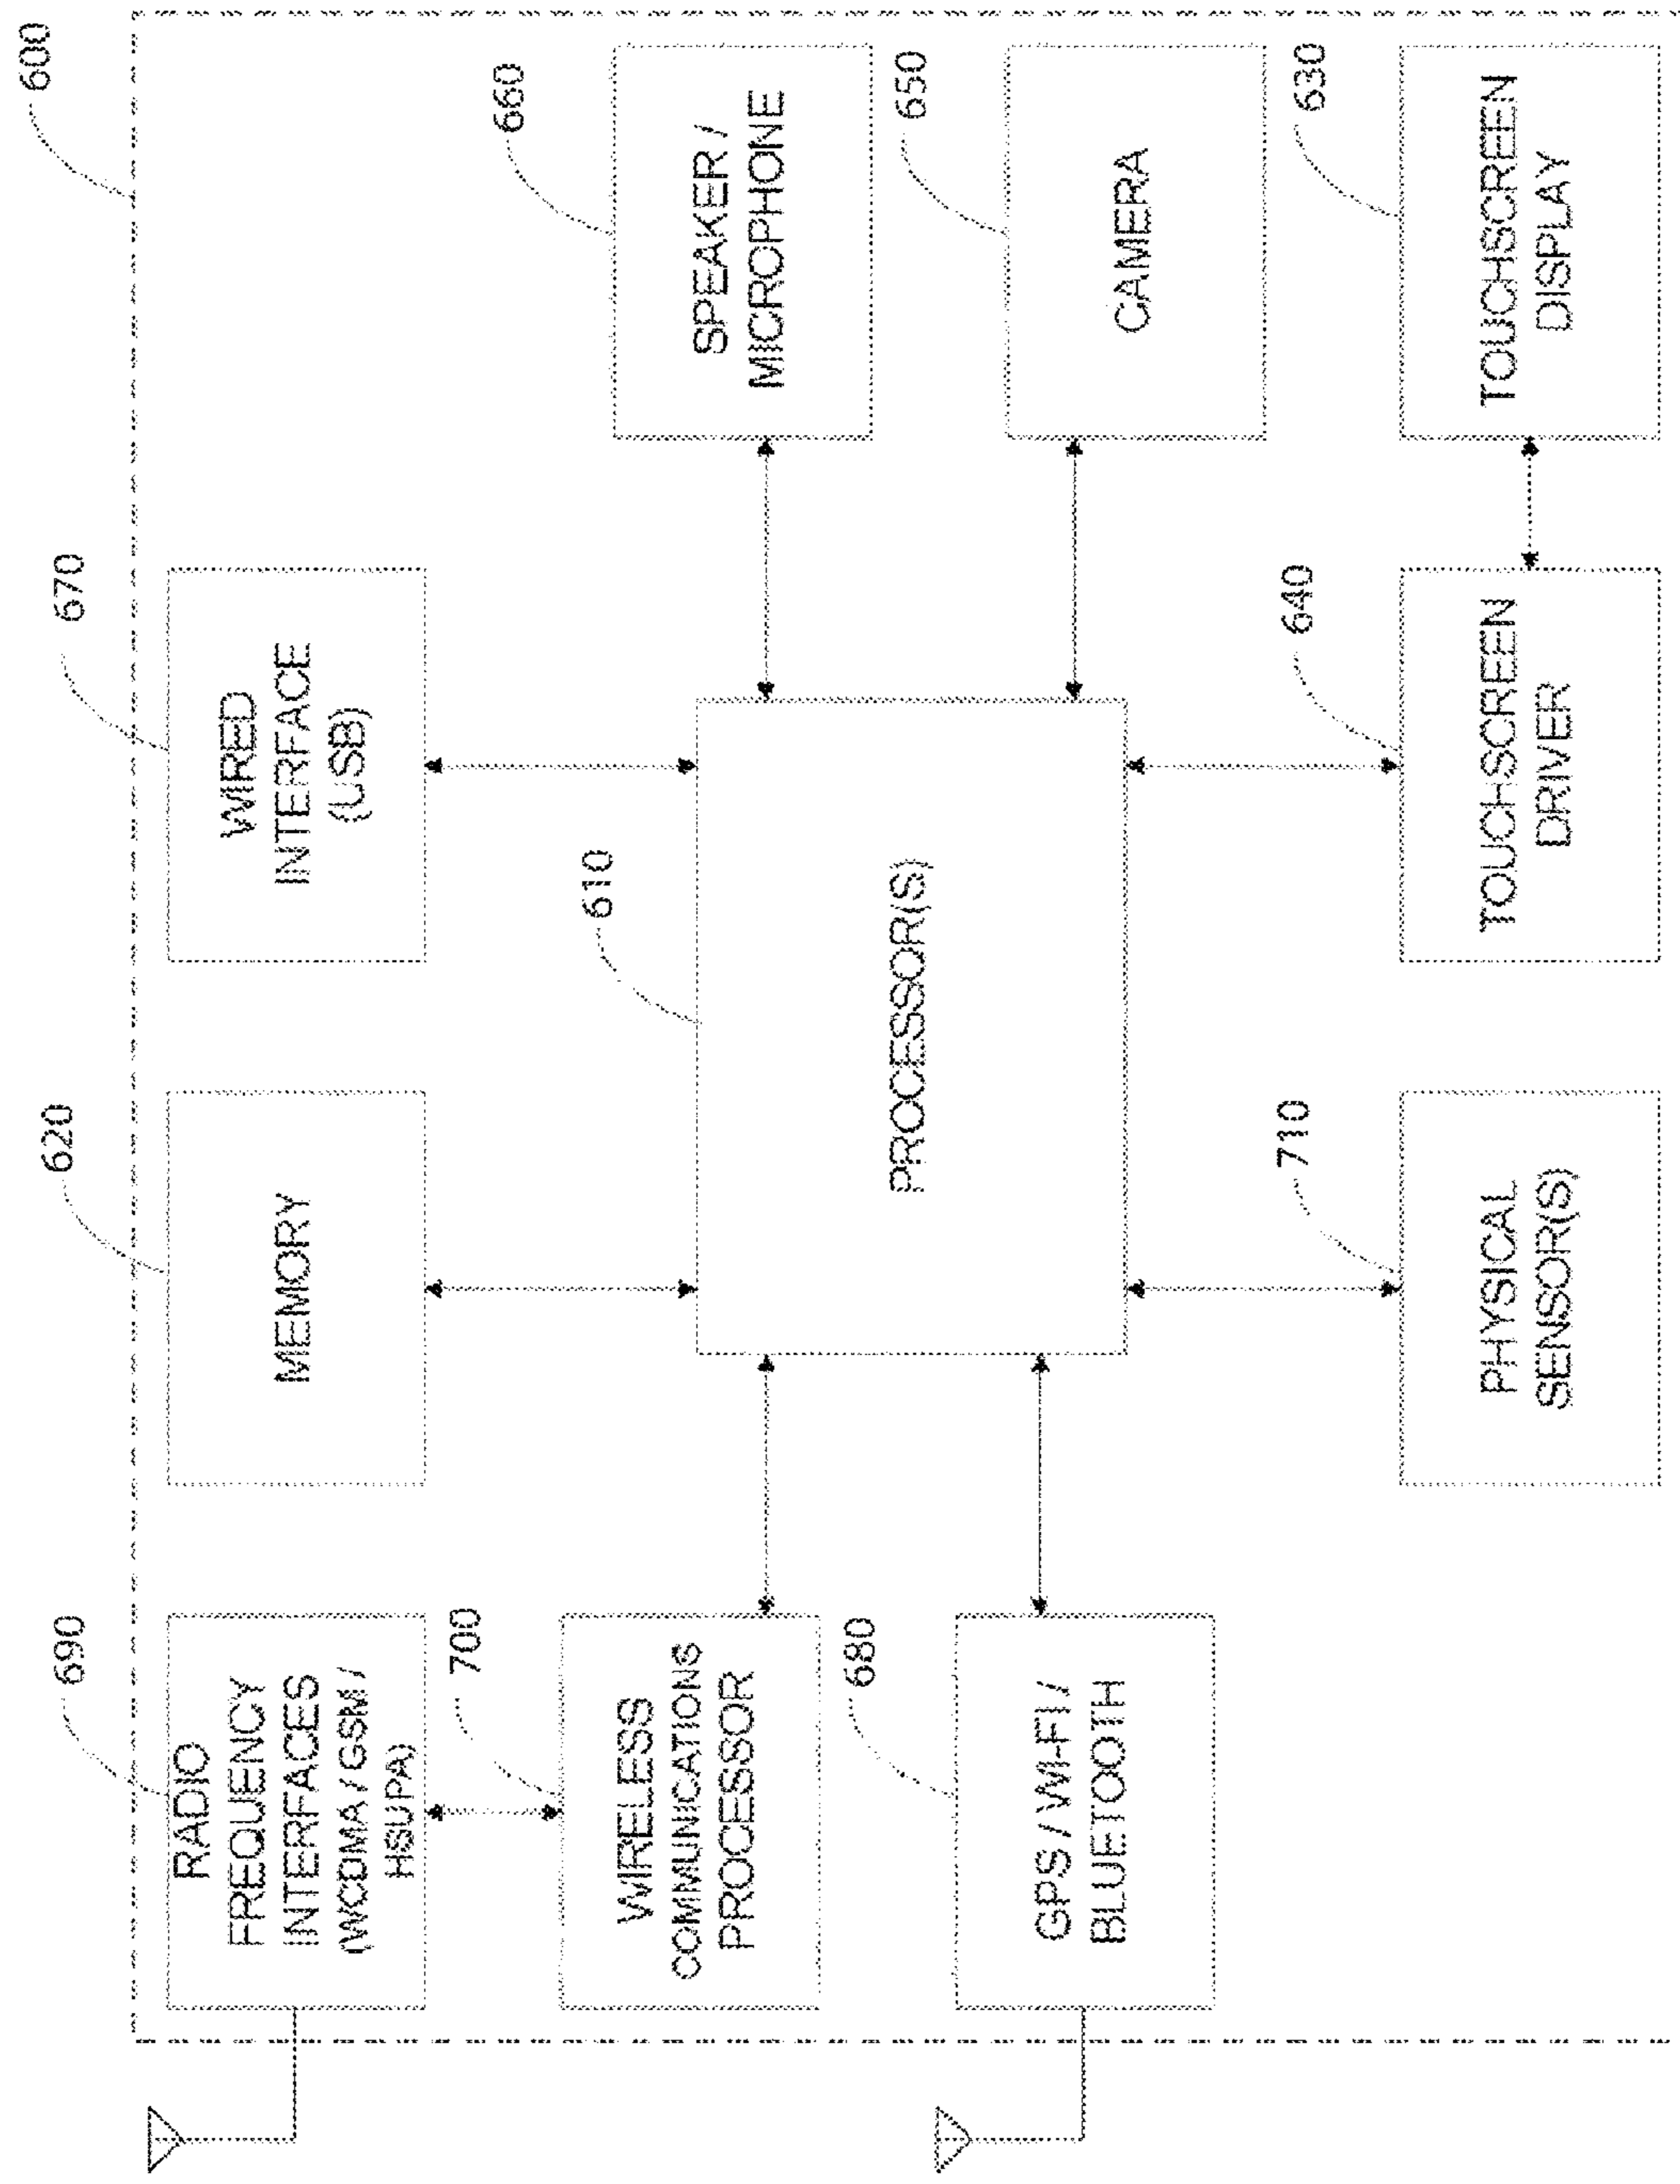 600
690
RADIO
FREQUENCY
INTERFACES
(WCDMA / GSM /
HSUPA)
620
MEMORY
670
WIRED
INTERFACE
(USB)
700
WIRELESS
COMMUNICATIONS
PROCESSOR
610
PROCESSOR(S)
660
SPEAKER /
MICROPHONE
680
GPS / WI-FI /
BLUETOOTH
650
CAMERA
710
PHYSICAL
SENSOR(S)
640
TOUCHSCREEN
DRIVER
630
TOUCHSCREEN
DISPLAY